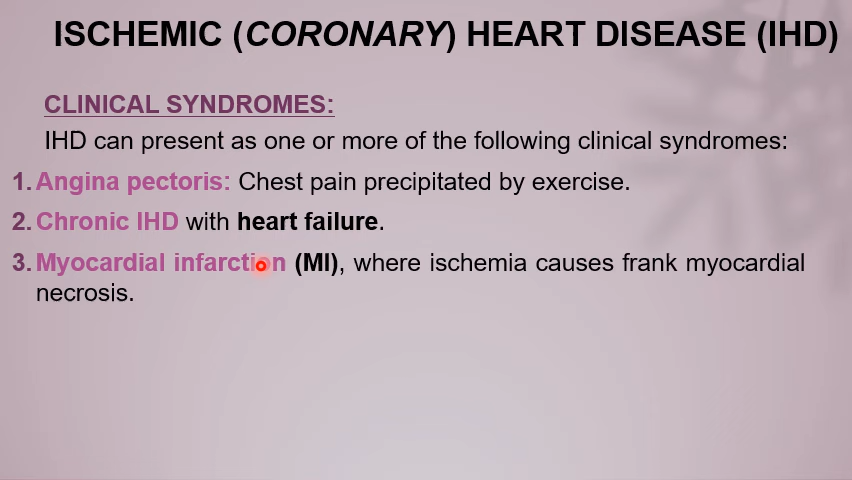 ISCHEMIC (CORONARY) HEART DISEASE (IHD)
CLINICAL SYNDROMES:
IHD can present as one or more of the following clinical syndromes:
1. Angina pectoris: Chest pain precipitated by exercise.
2. Chronic IHD with heart failure.
3. Myocardial infarction (MI), where ischemia causes frank myocardial
necrosis.